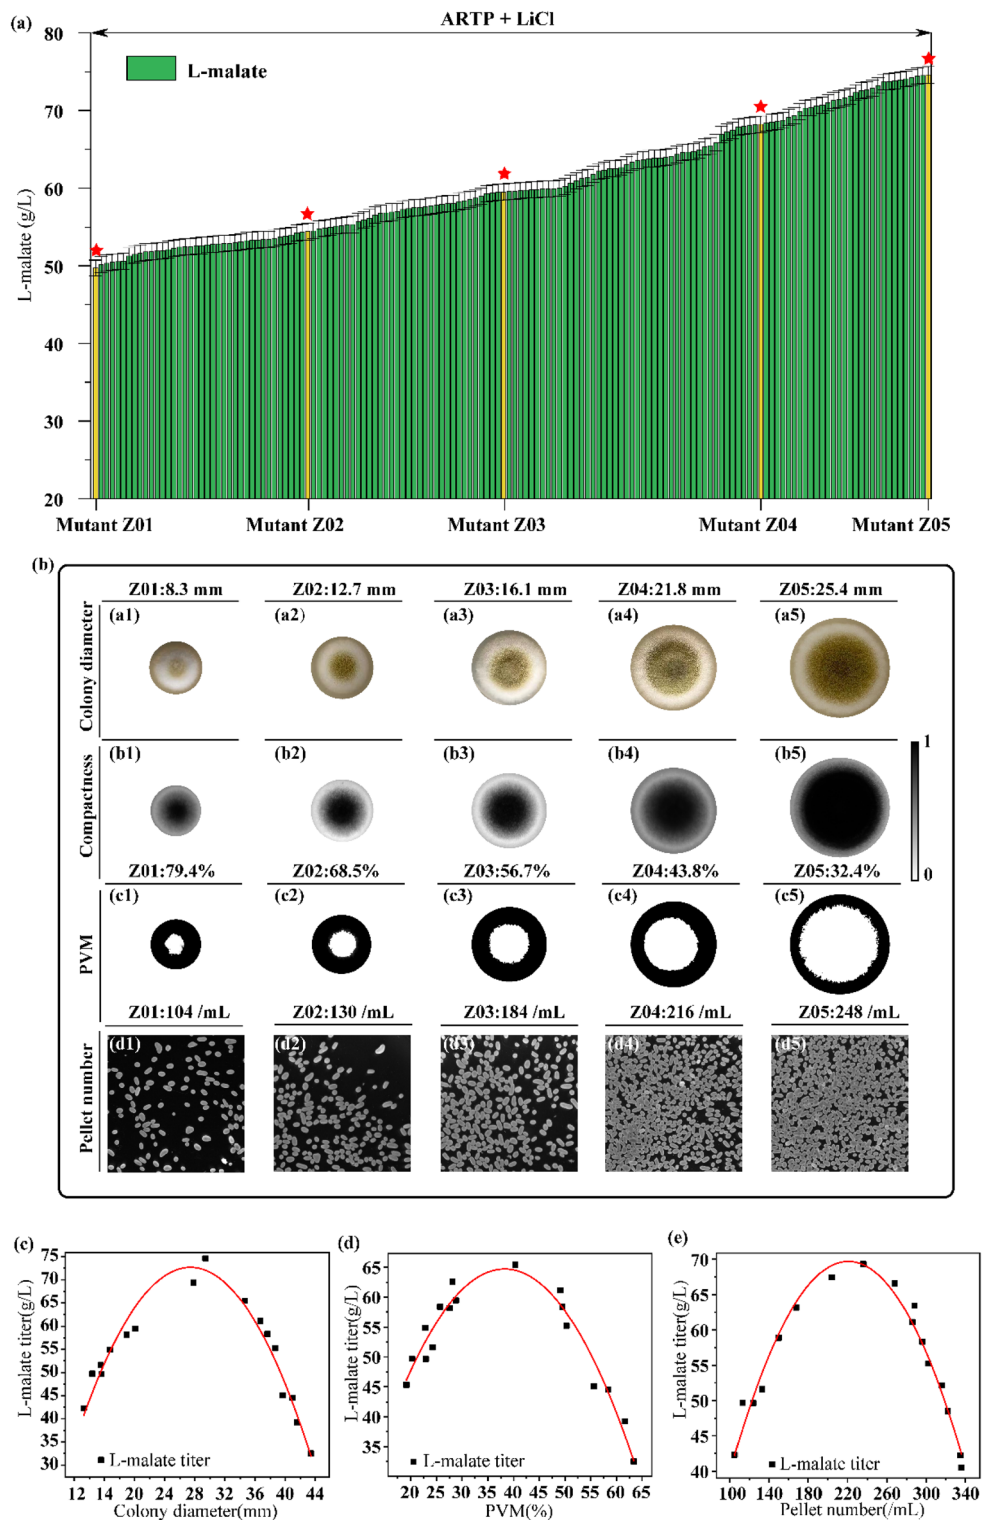 (a)
ARTP + LiCl
80
L-malate
70
60
50
40
30
20
L-malate (g/L)
Mutant Z01 Mutant Z02 Mutant Z03 Mutant Z04 Mutant Z05
(b)
Z01:8.3 mm Z02:12.7 mm Z03:16.1 mm Z04:21.8 mm Z05:25.4 mm
Colony diameter
(a1) (a2) (a3) (a4) (a5)
Compactness
(b1) (b2) (b3) (b4) (b5)
1
0
Z01:79.4% Z02:68.5% Z03:56.7% Z04:43.8% Z05:32.4%
PVM
(c1) (c2) (c3) (c4) (c5)
Z01:104 /mL Z02:130 /mL Z03:184 /mL Z04:216 /mL Z05:248 /mL
Pellet number
(d1) (d2) (d3) (d4) (d5)
(c)
75
70
65
60
55
50
45
40
35
30
L-malate titer(g/L)
L-malate titer
12 16 20 24 28 32 36 40 44
Colony diameter(mm)
(d)
65
60
55
50
45
40
35
L-malate titer(g/L)
L-malate titer
20 25 30 35 40 45 50 55 60 65
PVM(%)
(e)
70
65
60
55
50
45
40
L-malate titer(g/L)
L-malate titer
100 140 180 220 260 300 340
Pellet number(/mL)